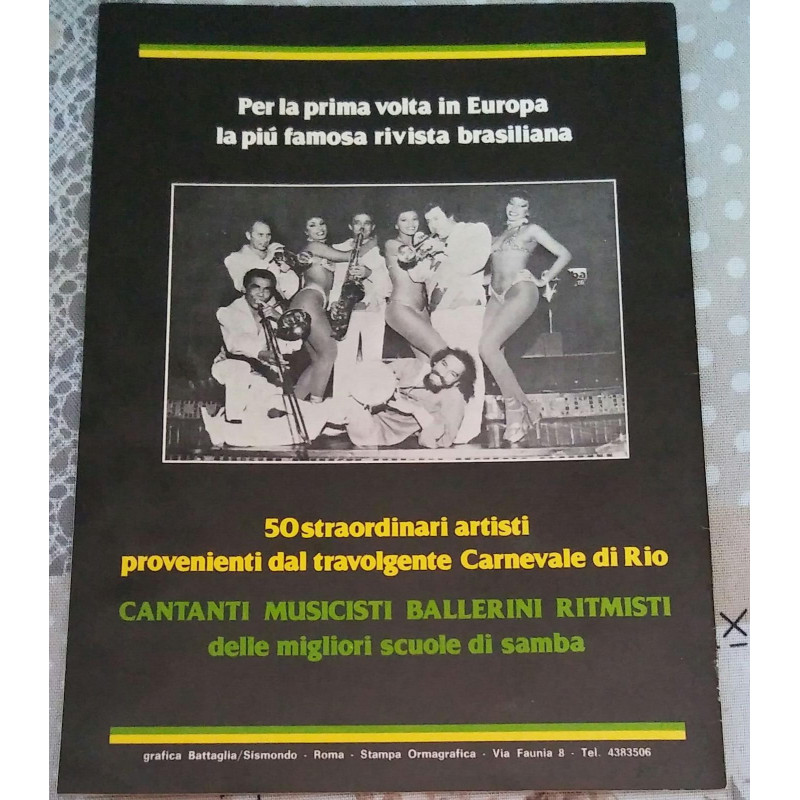 Per la prima volta in Europa
la piú famosa rivista brasiliana
50 straordinari artisti
provenienti dal travolgente Carnevale di Rio
CANTANTI MUSICISTI BALLERINI RITMISTI
delle migliori scuole di samba
grafica Battaglia/Sismondo - Roma - Stampa Ormagrafica - Via Faunia 8 - Tel. 4383506